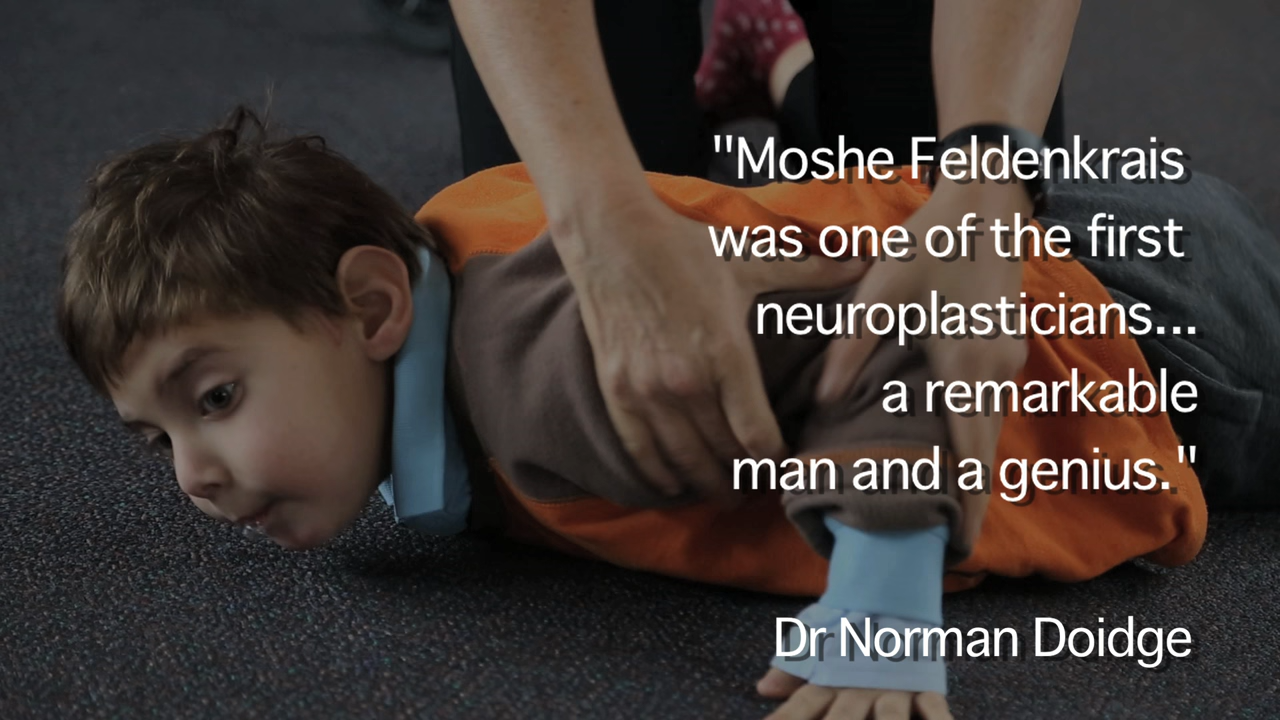 "Moshe Feldenkrais
was one of the first
neuroplasticians...
a remarkable
man and a genius."
Dr Norman Doidge